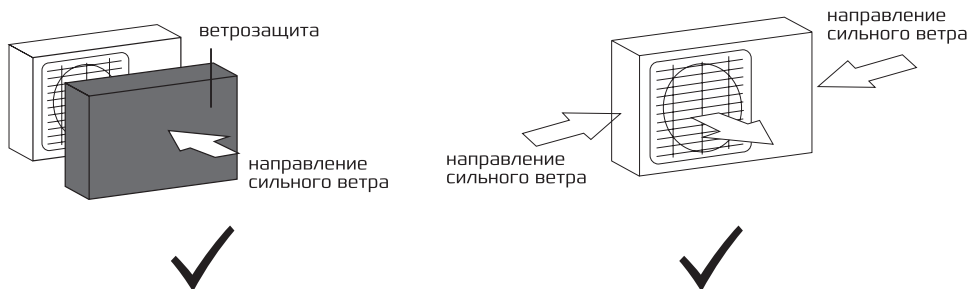 ветрозащита
направление
сильного ветра
направление
сильного ветра
направление
сильного ветра